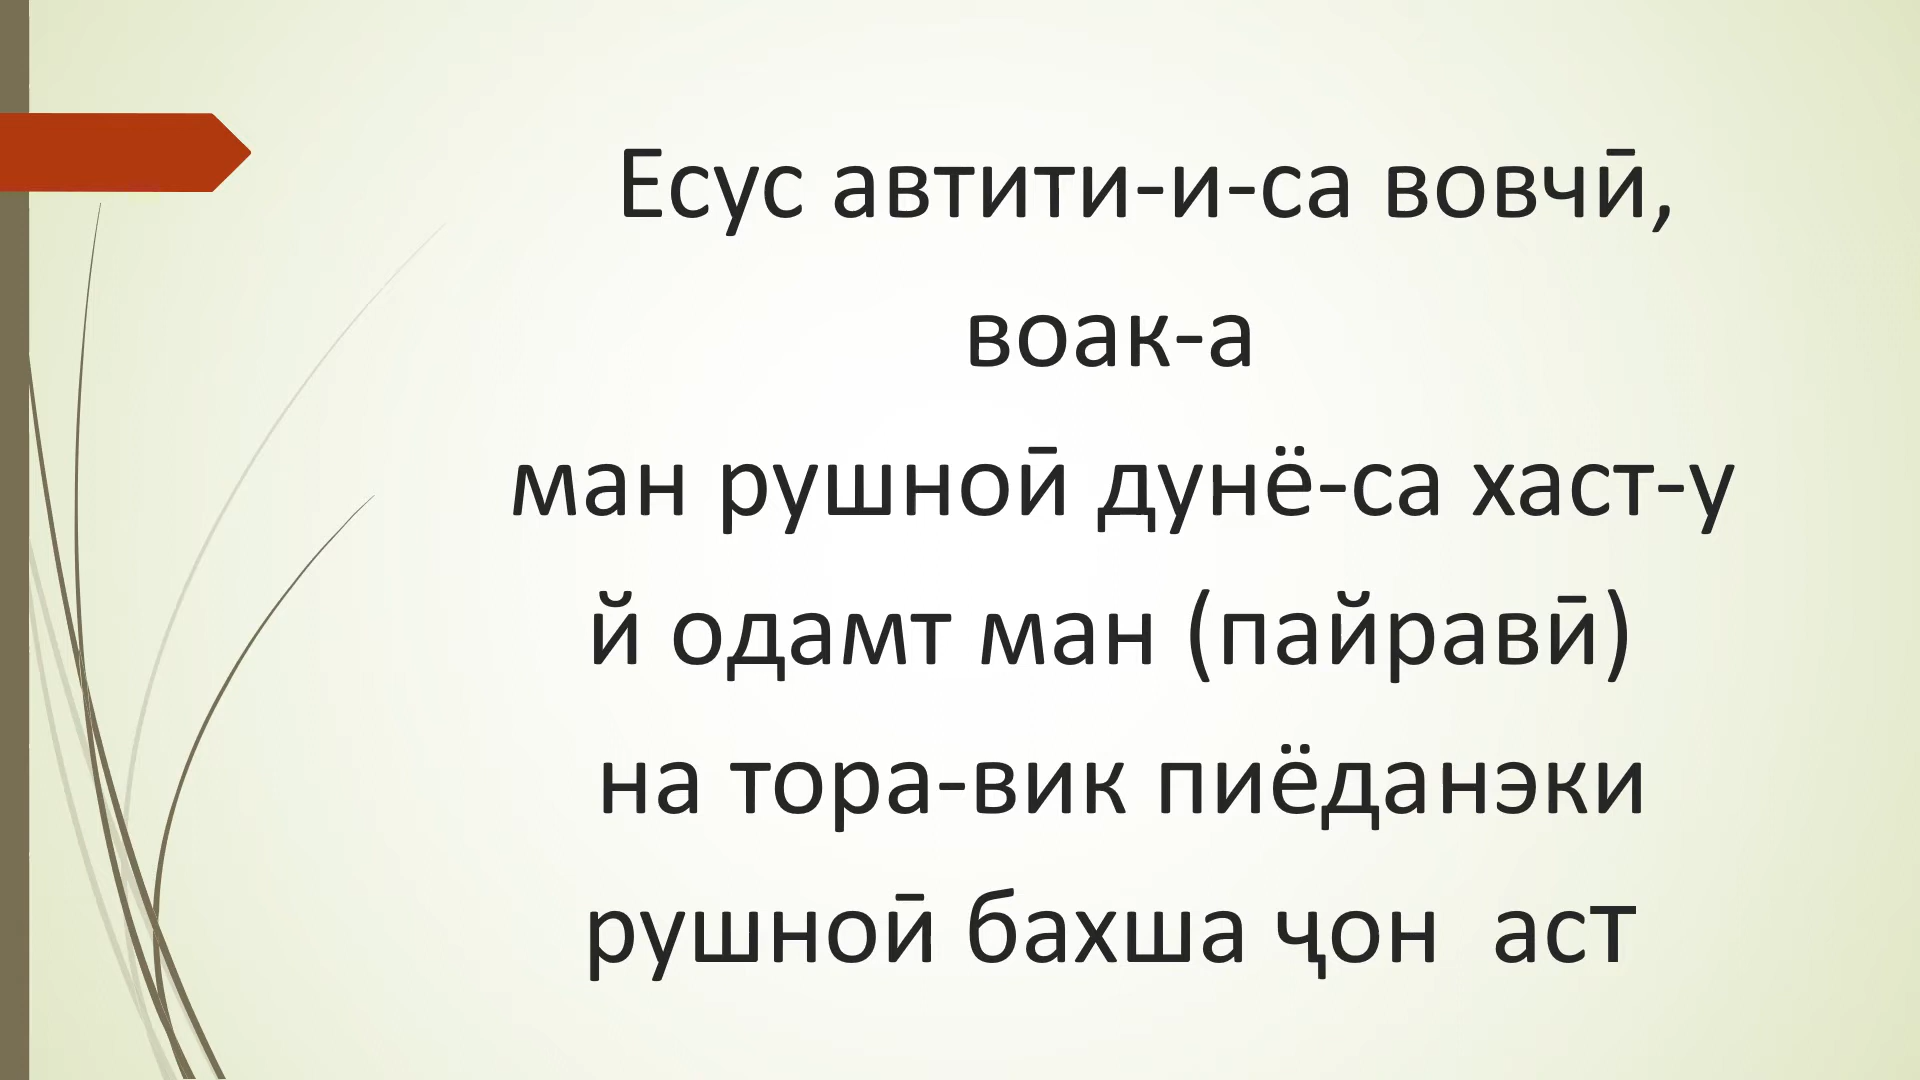 Есус автити-и-са вовчӣ,
воак-а
ман рушноӣ дунё-са хаст-у
й одамт ман (пайравӣ)
на тора-вик пиёданэки
рушноӣ бахша ҷон  аст